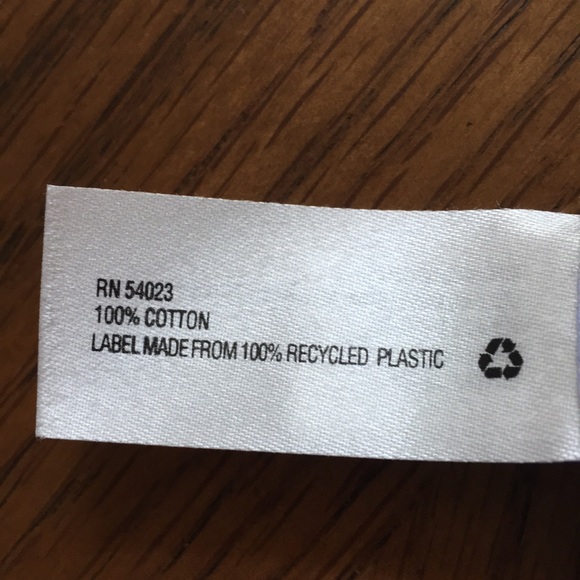 RN 54023
100% COTTON
LABEL MADE FROM 100% RECYCLED PLASTIC